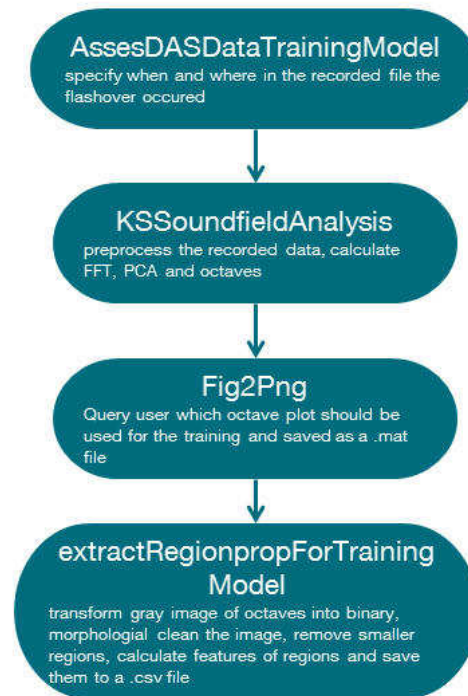 AssesDASDataTrainingModel
specify when and where in the recorded file the
flashover occured
KSSoundfieldAnalysis
preprocess the recorded data, calculate
FFT, PCA and octaves
Fig2Png
Query user which octave plot should be
used for the training and saved as a .mat
file
extractRegionpropForTraining
Model
transform gray image of octaves into binary,
morphologial clean the image, remove smaller
regions, calculate features of regions and save
them to a .csv file